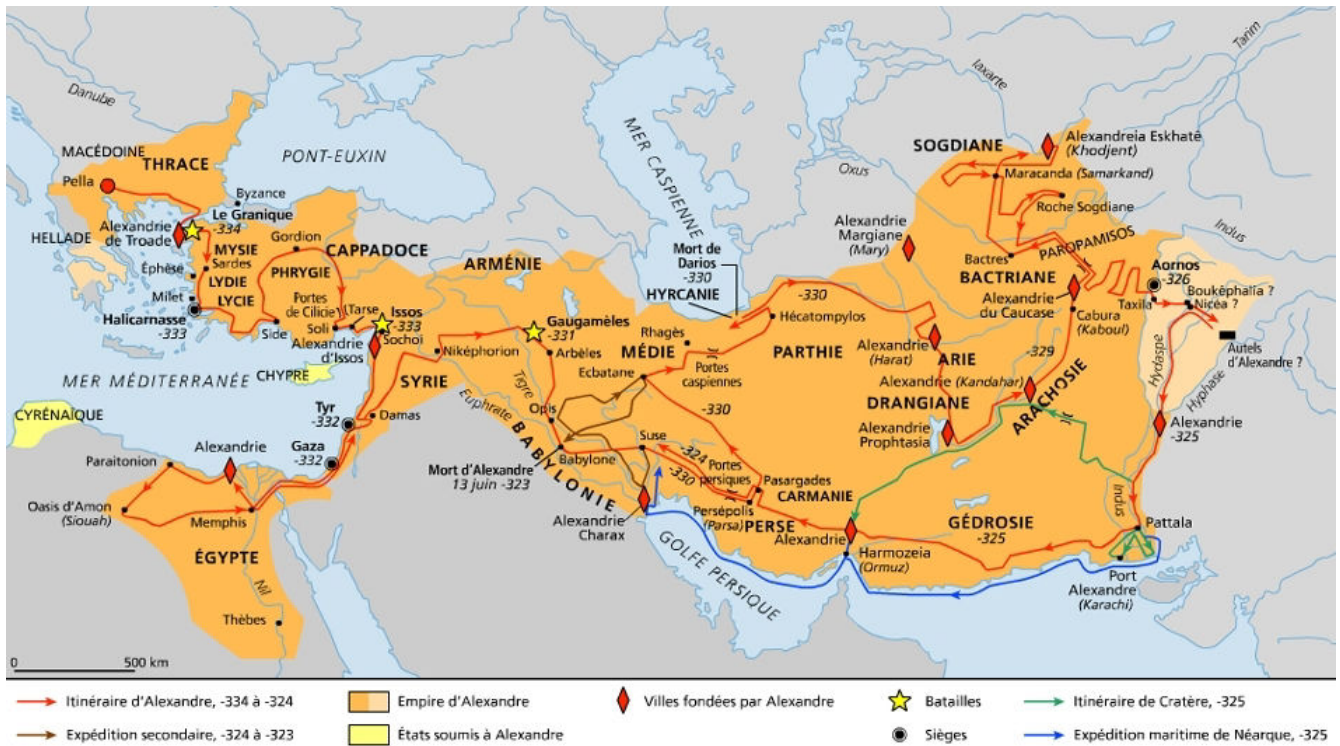 Danube
MACÉDOINE
THRACE
Pella
PONT-EUXIN
Byzance
Le Granique
-334
Alexandrie
de Troade
HELLADE
MYSIE
Sardes
LYDIE
LYCIE
Éphèse
Milet
Halicarnasse
-333
Gordion
PHRYGIE
CAPPADOCE
Portes
de Cilicie
Tarse
Soli
Side
Issos
-333
Sochoi
Alexandrie
d'Issos
CHYPRE
MER MÉDITERRANÉE
CYRÉNAÏQUE
Tyr
-332
Gaza
-332
Damas
SYRIE
Paraitonion
Alexandrie
Oasis d'Amon
(Siouah)
Memphis
ÉGYPTE
Nil
Thèbes
ARMÉNIE
Niképhorion
Gaugamèles
-331
Arbèles
Tigre
Euphrate
Opis
BABYLONIE
Babylone
Mort d'Alexandre
13 juin -323
Alexandrie
Charax
Suse
MER CASPIENNE
Mort de
Darios
-330
HYRCANIE
Rhagès
MÉDIE
Ecbatane
Portes
caspiennes
-330
-330
Hécatompylos
PARTHIE
-324
-330
Portes
persiques
Pasargades
Persépolis
(Parsa)
PERSE
CARMANIE
GOLFE PERSIQUE
Alexandrie
Harmozeia
(Ormuz)
GÉDROSIE
-325
Iaxarte
Tarim
SOGDIANE
Alexandreia Eskhatê
(Khodjent)
Oxus
Maracanda (Samarkand)
Roche Sogdiane
Alexandrie
Margiane
(Mary)
PAROPAMISOS
Bactres
BACTRIANE
Alexandrie
du Caucase
Cabura
(Kaboul)
Alexandrie
(Harat)
ARIE
-329
Alexandrie (Kandahar)
DRANGIANE
ARACHOSIE
Alexandrie
Prophtasia
Indus
Aornos
-326
Taxila
Bouképhalia ?
Nicéa ?
Autels
d'Alexandre ?
Hydaspe
Hyphase
Alexandrie
-325
Indus
Pattala
Port
Alexandre
(Karachi)
0 500 km
Itinéraire d'Alexandre, -334 à -324
Empire d'Alexandre
Villes fondées par Alexandre
Batailles
Itinéraire de Cratère, -325
Expédition secondaire, -324 à -323
États soumis à Alexandre
Sièges
Expédition maritime de Néarque, -325